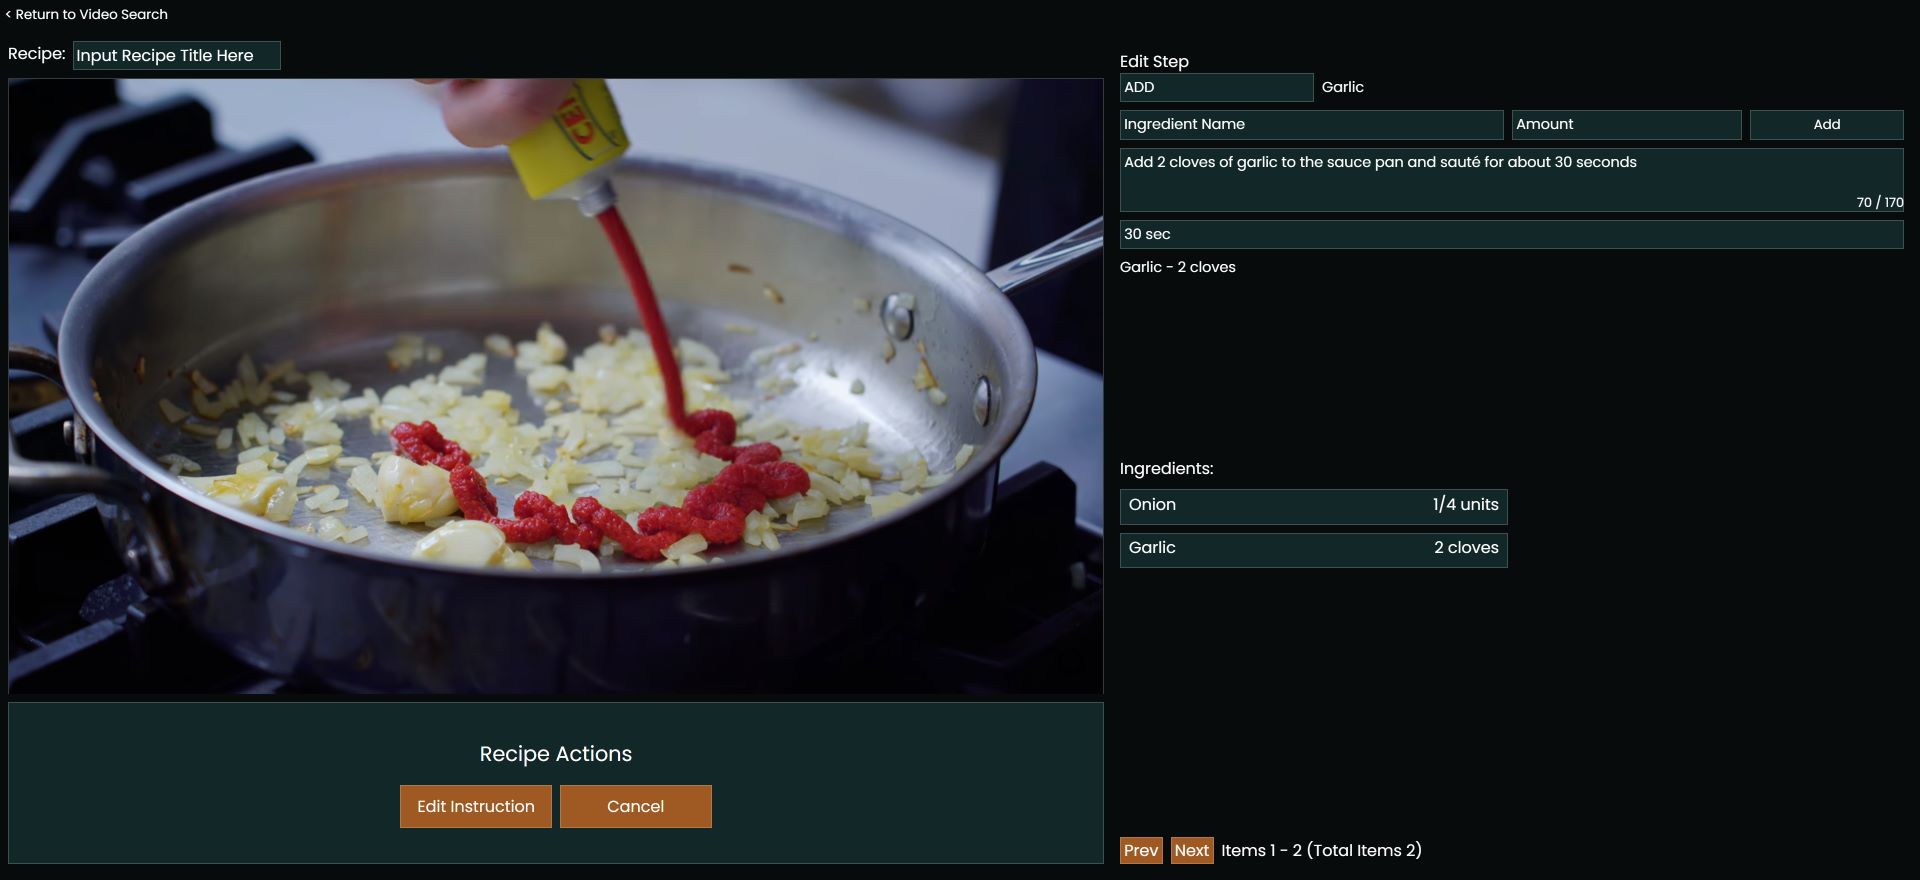 < Return to Video Search
Recipe: Input Recipe Title Here
CEN
Edit Step
ADD Garlic
Ingredient Name Amount Add
Add 2 cloves of garlic to the sauce pan and sauté for about 30 seconds
70 / 170
30 sec
Garlic - 2 cloves
Ingredients:
Onion 1/4 units
Garlic 2 cloves
Recipe Actions
Edit Instruction Cancel
Prev Next Items 1 - 2 (Total Items 2)